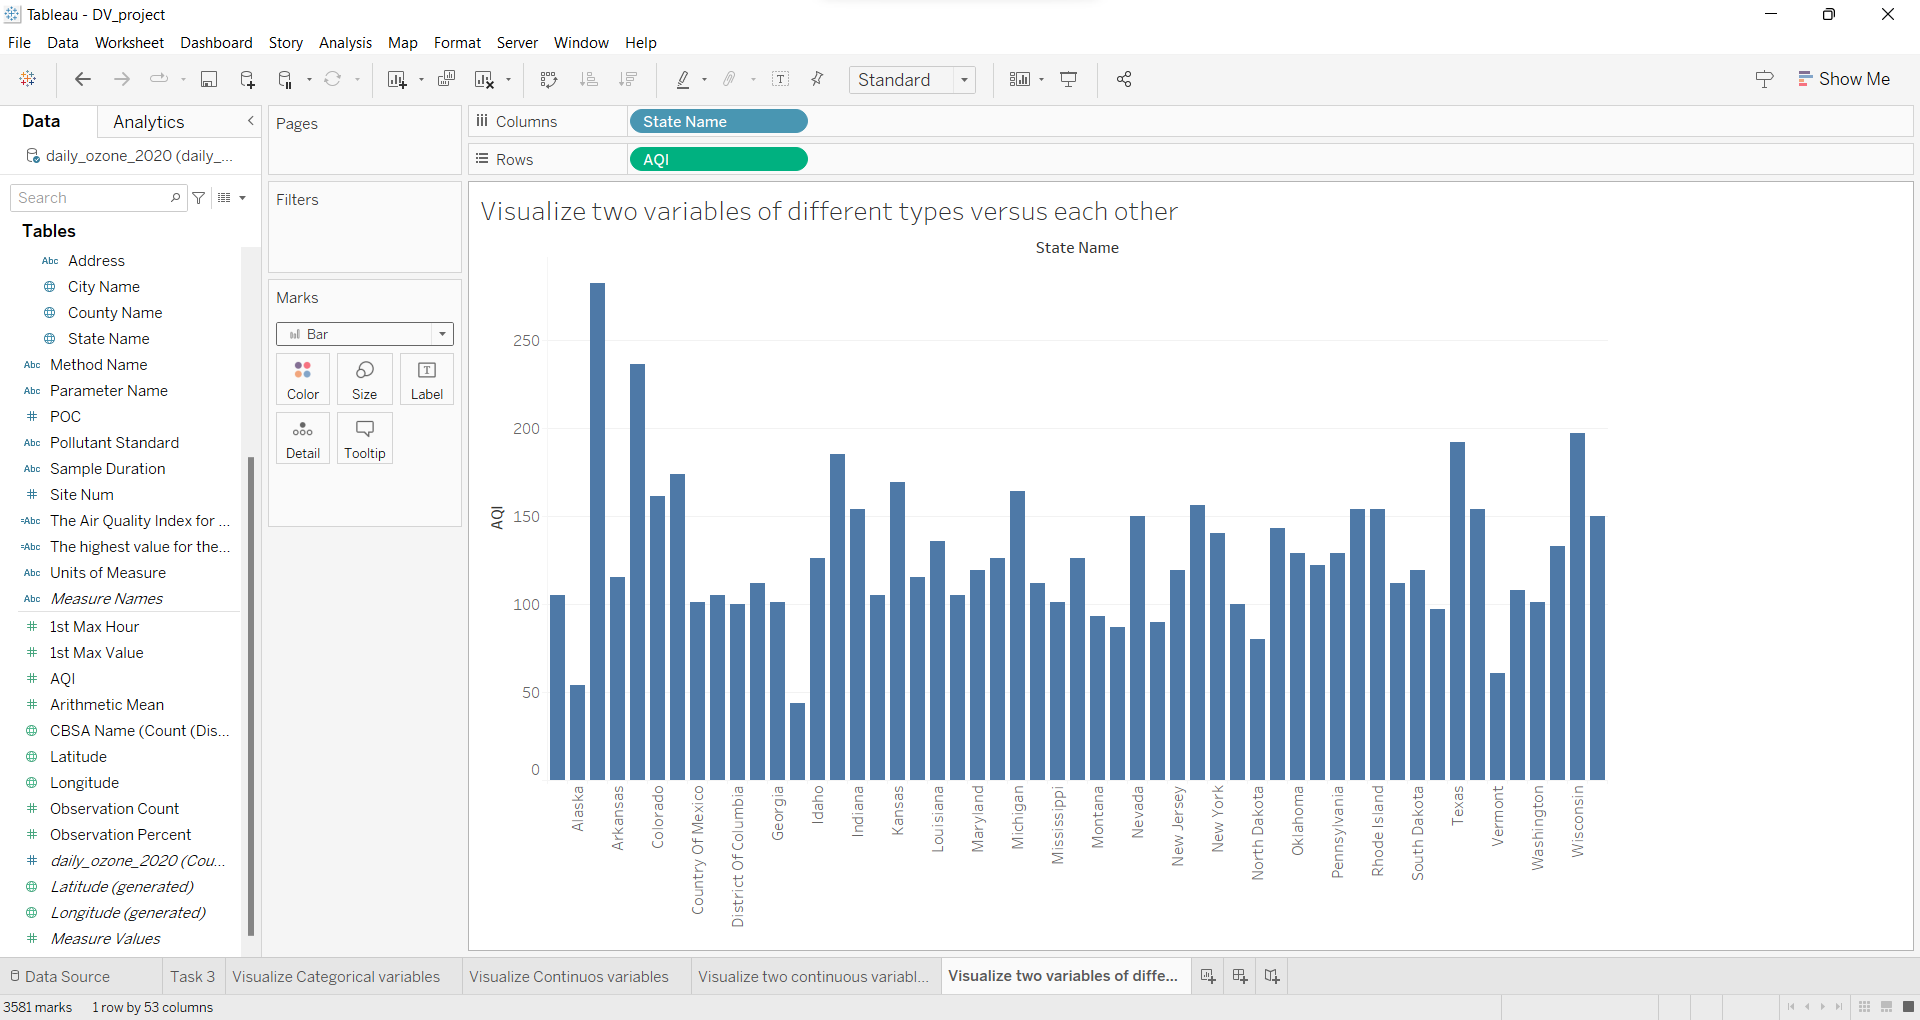 Tableau - DV_project
File Data Worksheet Dashboard Story Analysis Map Format Server Window Help
Standard
Show Me
Data Analytics
daily_ozone_2020 (daily_...
Search
Tables
Abc Address
City Name
County Name
State Name
Abc Method Name
Abc Parameter Name
# POC
Abc Pollutant Standard
Abc Sample Duration
# Site Num
=Abc The Air Quality Index for ...
=Abc The highest value for the...
Abc Units of Measure
Abc Measure Names
# 1st Max Hour
# 1st Max Value
# AQI
# Arithmetic Mean
CBSA Name (Count (Dis...
Latitude
Longitude
# Observation Count
# Observation Percent
# daily_ozone_2020 (Cou...
Latitude (generated)
Longitude (generated)
# Measure Values
Pages
Filters
Marks
Bar
Color Size Label
Detail Tooltip
Columns State Name
Rows AQI
Visualize two variables of different types versus each other
State Name
AQI
250
200
150
100
50
0
Alaska
Arkansas
Colorado
Country Of Mexico
District Of Columbia
Georgia
Idaho
Indiana
Kansas
Louisiana
Maryland
Michigan
Mississippi
Montana
Nevada
New Jersey
New York
North Dakota
Oklahoma
Pennsylvania
Rhode Island
South Dakota
Texas
Vermont
Washington
Wisconsin
Data Source Task 3 Visualize Categorical variables Visualize Continuos variables Visualize two continuous variabl... Visualize two variables of diffe...
3581 marks 1 row by 53 columns